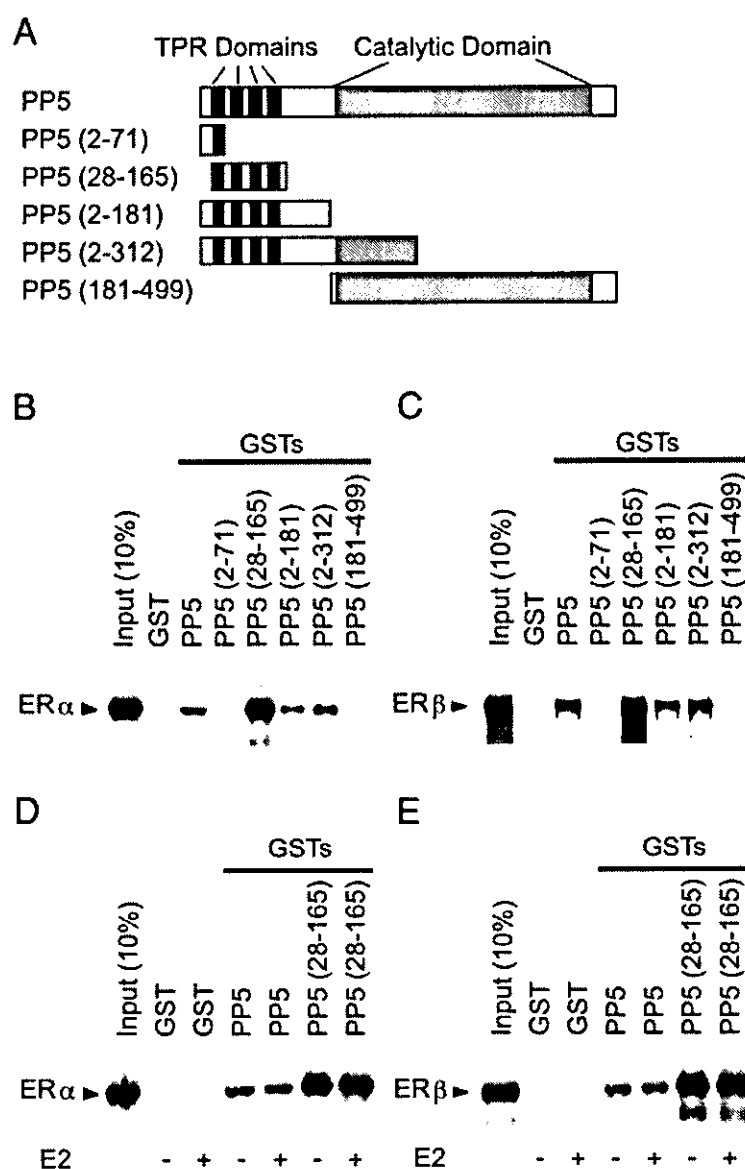 A
TPR Domains Catalytic Domain
PP5
PP5 (2-71)
PP5 (28-165)
PP5 (2-181)
PP5 (2-312)
PP5 (181-499)
B
GSTs
Input (10%)
GST
PP5
PP5 (2-71)
PP5 (28-165)
PP5 (2-181)
PP5 (2-312)
PP5 (181-499)
ERα
C
GSTs
Input (10%)
GST
PP5
PP5 (2-71)
PP5 (28-165)
PP5 (2-181)
PP5 (2-312)
PP5 (181-499)
ERβ
D
GSTs
Input (10%)
GST
GST
PP5
PP5
PP5 (28-165)
PP5 (28-165)
ERα
E2 - + - + - +
E
GSTs
Input (10%)
GST
GST
PP5
PP5
PP5 (28-165)
PP5 (28-165)
ERβ
E2 - + - + - +